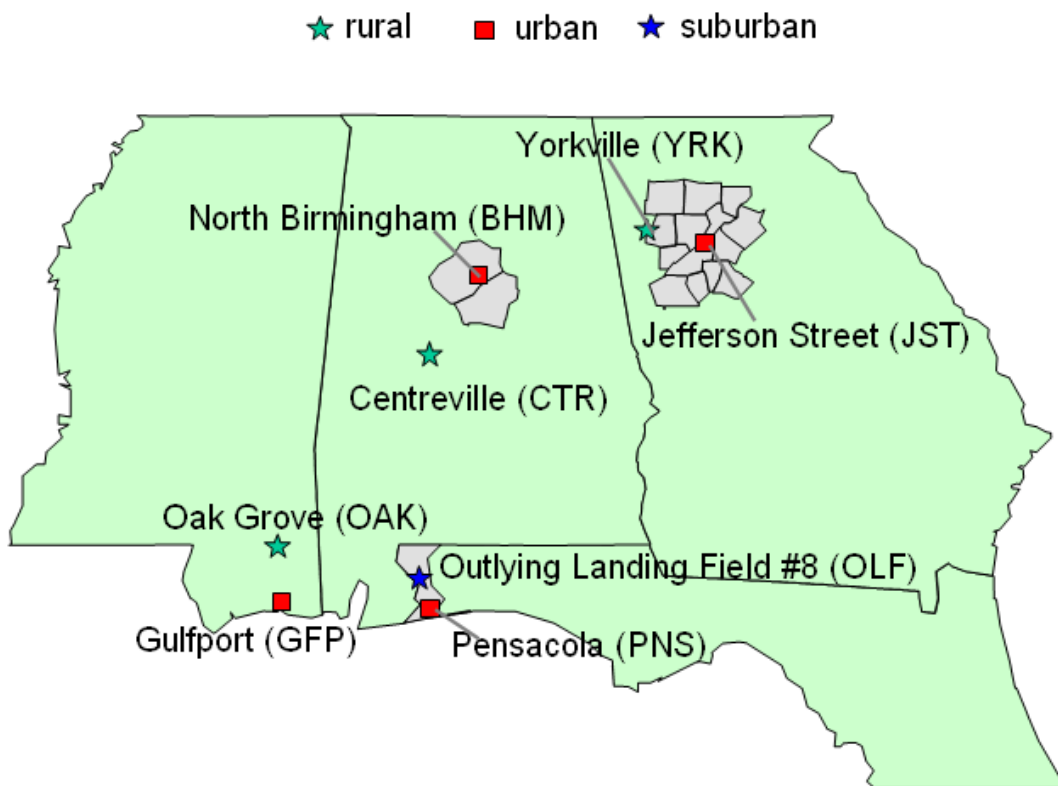 rural urban suburban
Yorkville (YRK)
North Birmingham (BHM)
Jefferson Street (JST)
Centreville (CTR)
Oak Grove (OAK)
Outlying Landing Field #8 (OLF)
Gulfport (GFP)
Pensacola (PNS)